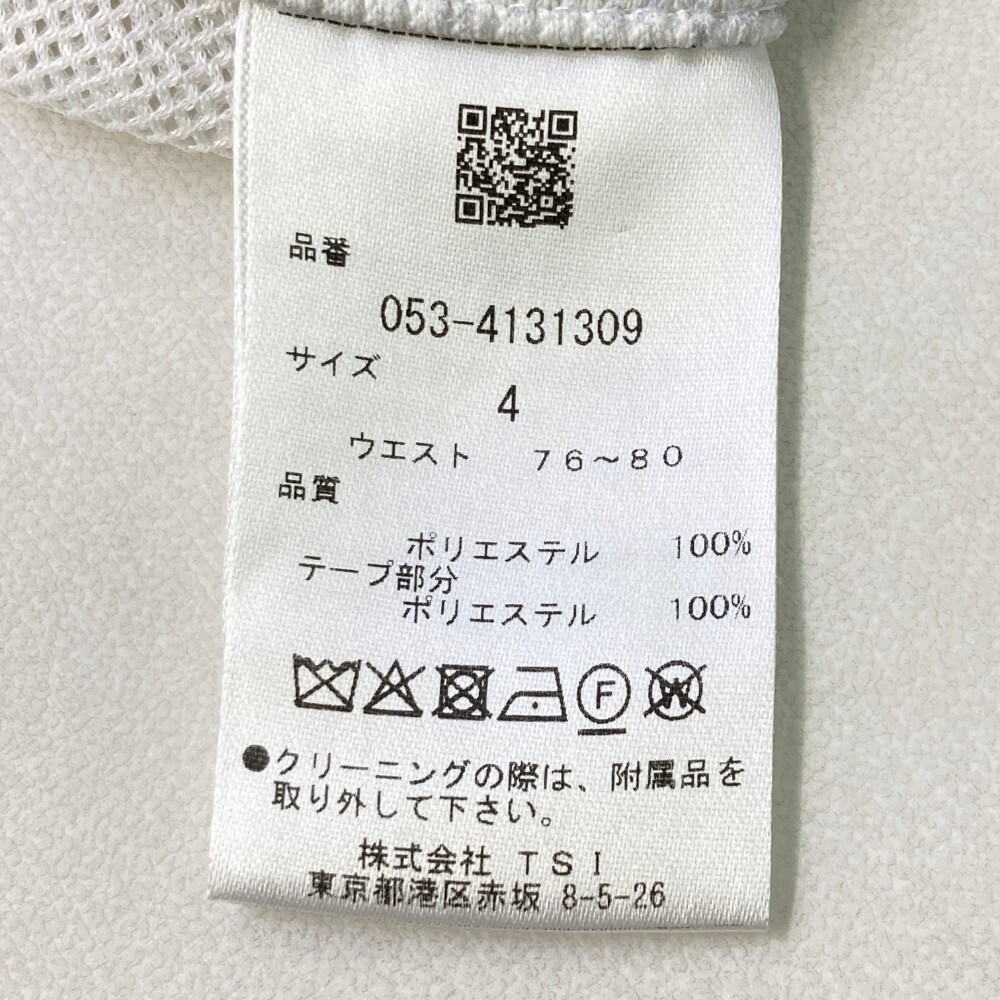 品番
053-4131309
サイズ
4
ウエスト 76~80
品質
ポリエステル 100%
テープ部分
ポリエステル 100%
F W
●クリーニングの際は、附属品を
取り外して下さい。
株式会社 TSI
東京都港区赤坂 8-5-26